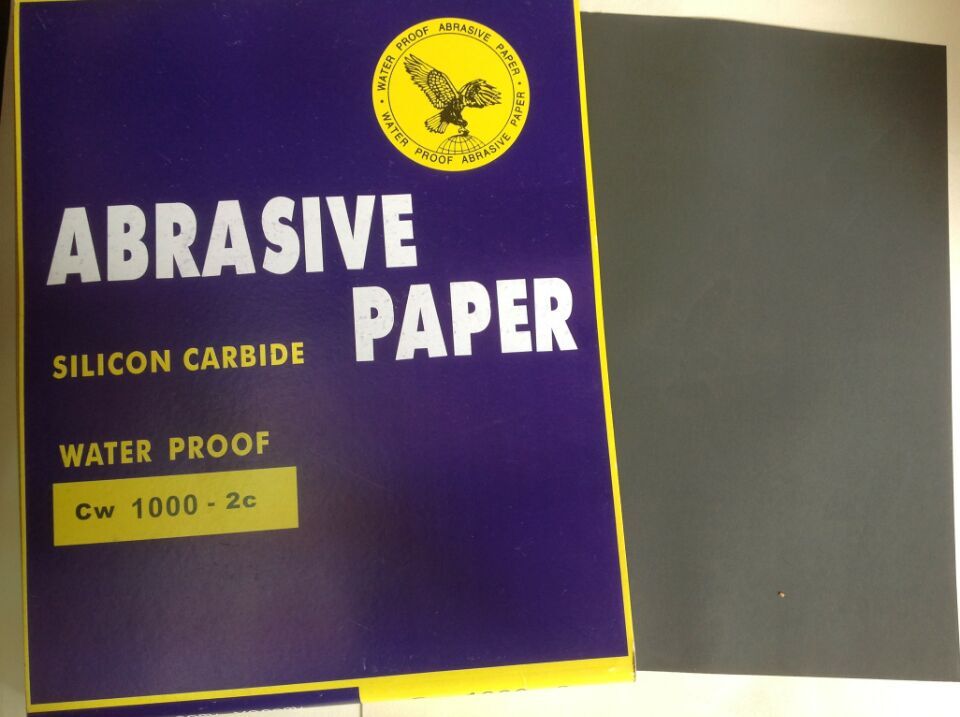 • WATER PROOF ABRASIVE PAPER •
WATER PROOF ABRASIVE PAPER
ABRASIVE
PAPER
SILICON CARBIDE
WATER PROOF
Cw 1000 - 2c